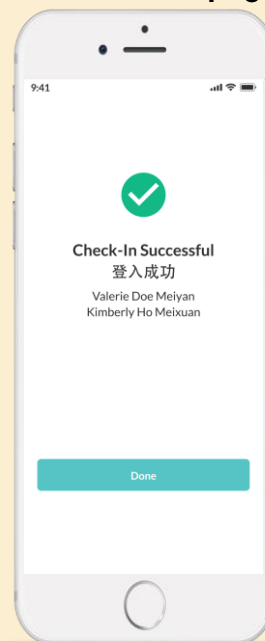 9:41
Check-In Successful
登入成功
Valerie Doe Meiyan
Kimberly Ho Meixuan
Done